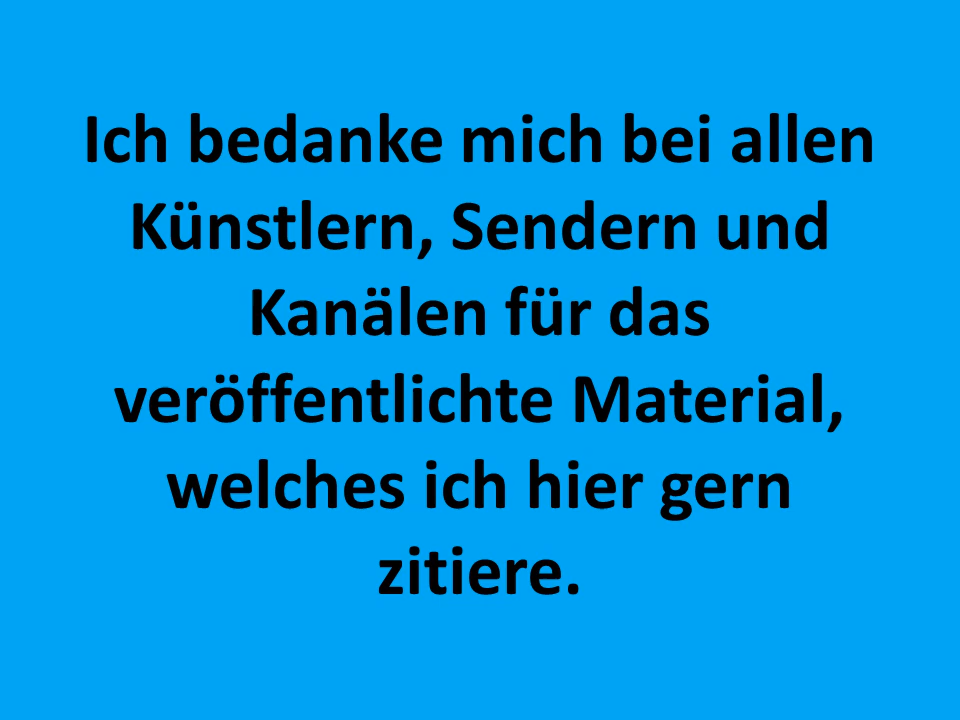 Ich bedanke mich bei allen
Künstlern, Sendern und
Kanälen für das
veröffentlichte Material,
welches ich hier gern
zitiere.